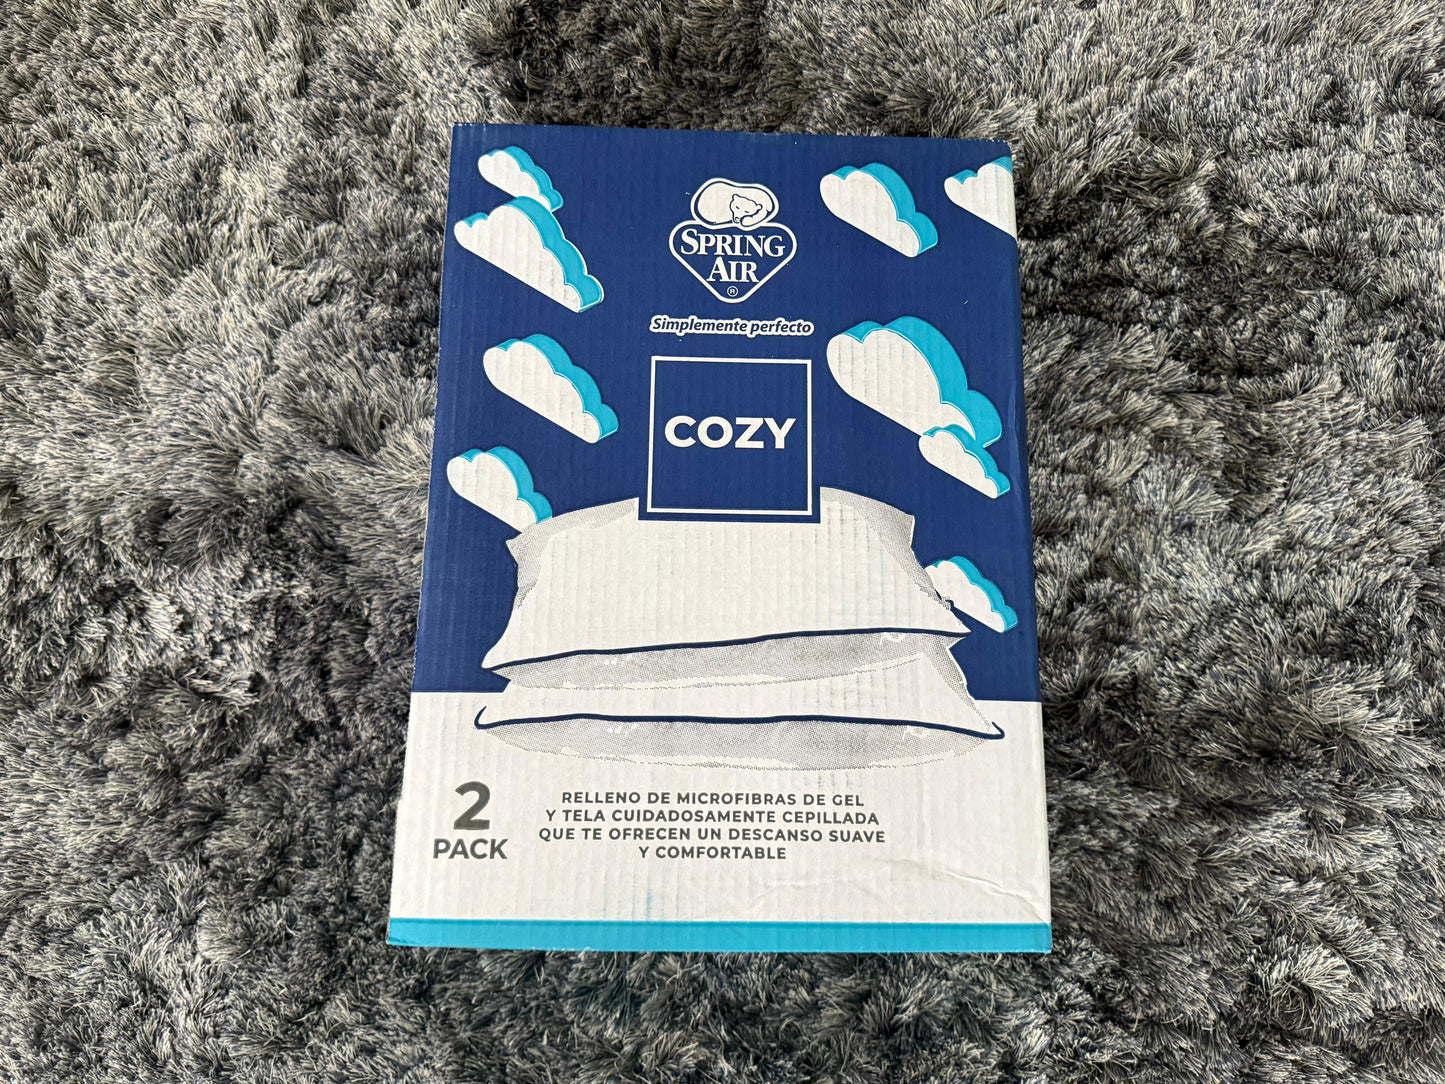 SPRING
AIR
®
Simplemente perfecto
COZY
2
PACK
RELLENO DE MICROFIBRAS DE GEL
Y TELA CUIDADOSAMENTE CEPILLADA
QUE TE OFRECEN UN DESCANSO SUAVE
Y COMFORTABLE